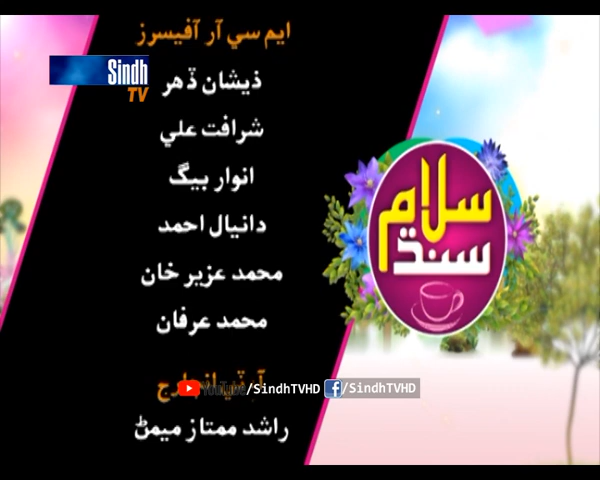 ايم سي آر آفيسرز
Sindh
TV
ذيشان ڏهر
شرافت علي
انوار بيگ
دانيال احمد
محمد عزير خان
محمد عرفان
سلام
سنڌ
YouTube/SindhTVHD
/SindhTVHD
راشد ممتاز ميمڻ